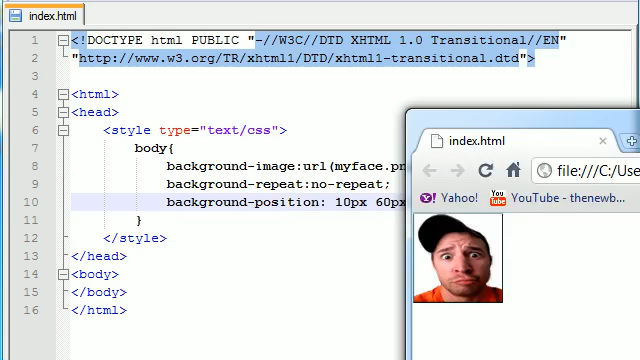 index.html
1 <!DOCTYPE html PUBLIC "-//W3C//DTD XHTML 1.0 Transitional//EN"
2 "http://www.w3.org/TR/xhtml1/DTD/xhtml1-transitional.dtd">
3
4 <html>
5 <head>
6 <style type="text/css">
7 body{
8 background-image:url(myface.pn
9 background-repeat:no-repeat;
10 background-position: 10px 60px
11 }
12 </style>
13 </head>
14 <body>
15 </body>
16 </html>
index.html
file:///C:/Use
Yahoo! YouTube - thenewb